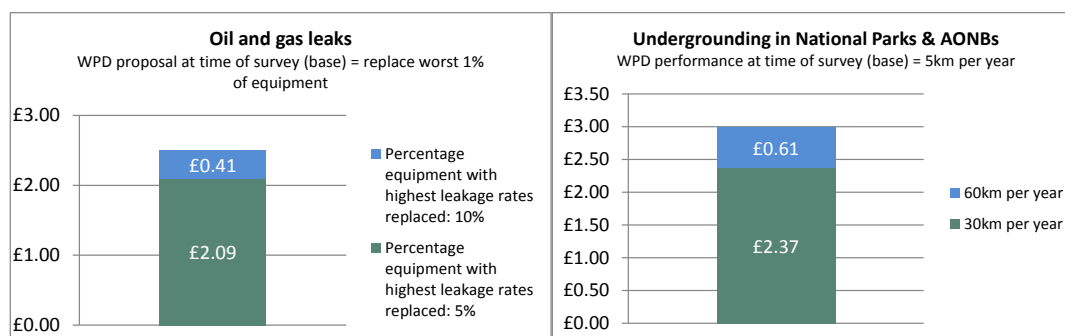 Oil and gas leaks
WPD proposal at time of survey (base) = replace worst 1%
of equipment
£3.00
£2.00
£1.00
£0.00
£0.41
£2.09
Percentage
equipment with
highest leakage rates
replaced: 10%
Percentage
equipment with
highest leakage rates
replaced: 5%
Undergrounding in National Parks & AONBs
WPD performance at time of survey (base) = 5km per year
£3.50
£3.00
£2.50
£2.00
£1.50
£1.00
£0.50
£0.00
£0.61
£2.37
60km per year
30km per year